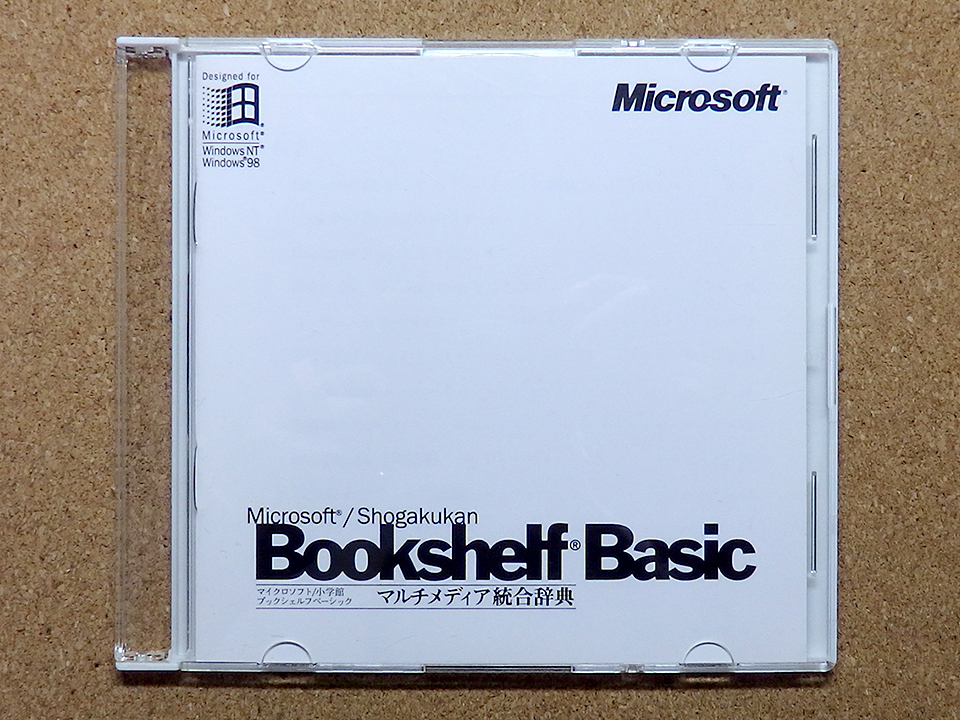 Designed for
Microsoft®
Windows NT®
Windows®98
Microsoft®
Microsoft®/Shogakukan
Bookshelf® Basic
マイクロソフト/小学館
ブックシェルフベーシック
マルチメディア統合辞典